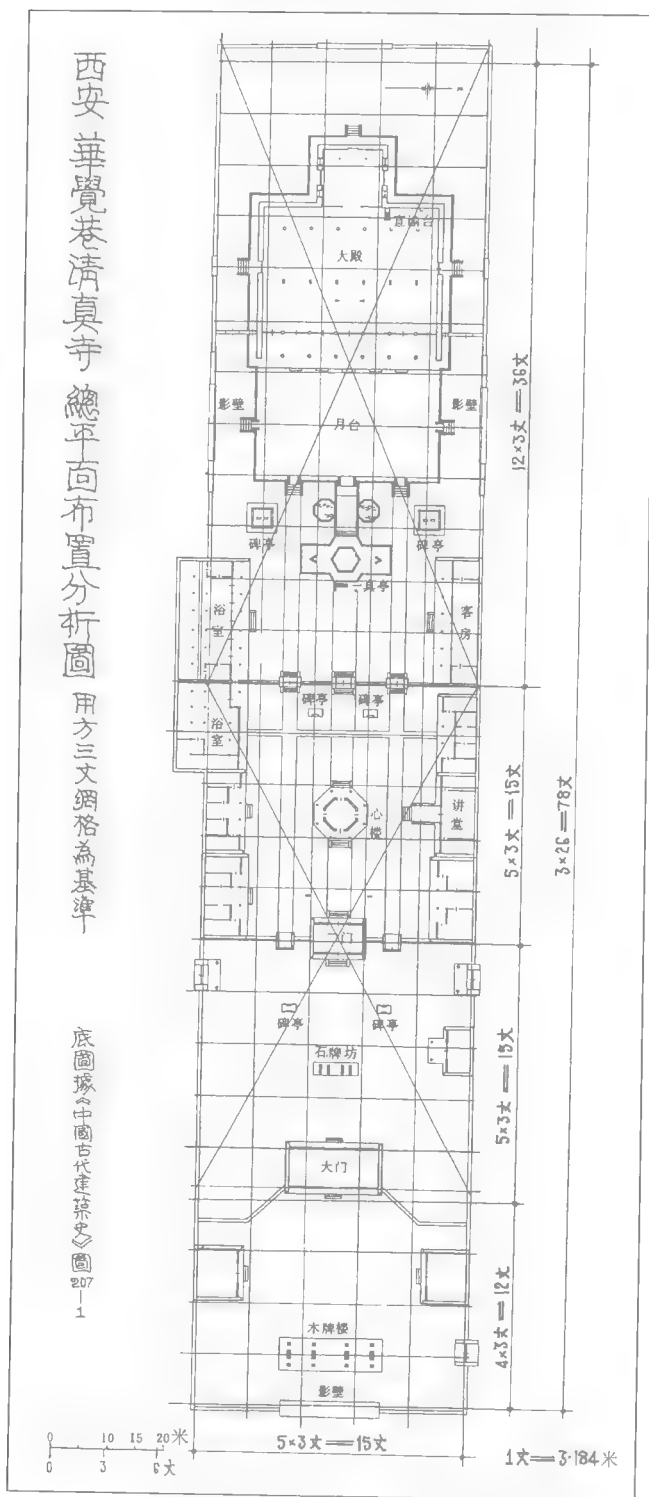 西安 華覺巷清真寺 總平面布置分析圖 用方三丈網格為基準
底圖據《中國古代建築史》圖207—1
宣諭台
大殿
影壁
月台
影壁
碑亭
碑亭
一真亭
浴室
客房
碑亭
碑亭
浴室
心楼
讲堂
二门
碑亭
碑亭
石牌坊
大门
木牌楼
影壁
12×3丈=36丈
5×3丈=15丈
3×26=78丈
5×3丈=15丈
4×3丈=12丈
5×3丈=15丈
1丈=3.184米
0 10 15 20米
0 3 6丈